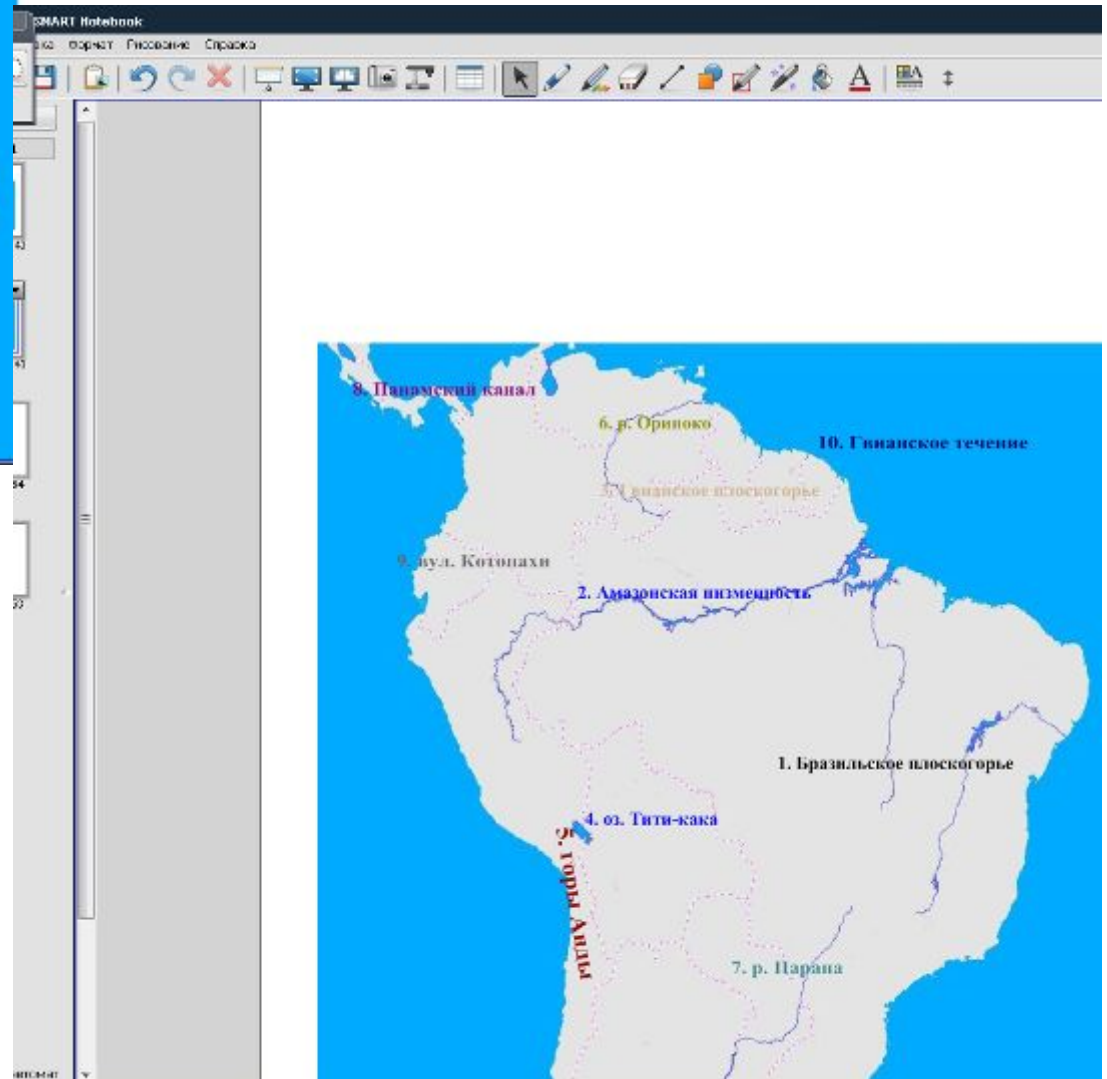 SMART Notebook
Формат Рисование Справка
8. Панамский канал
6. р. Ориноко
10. Гвианское течение
Гвианское плоскогорье
9. вул. Котопахи
2. Амазонская низменность
1. Бразильское плоскогорье
4. оз. Тити-кака
5. горы Анды
7. р. Парана